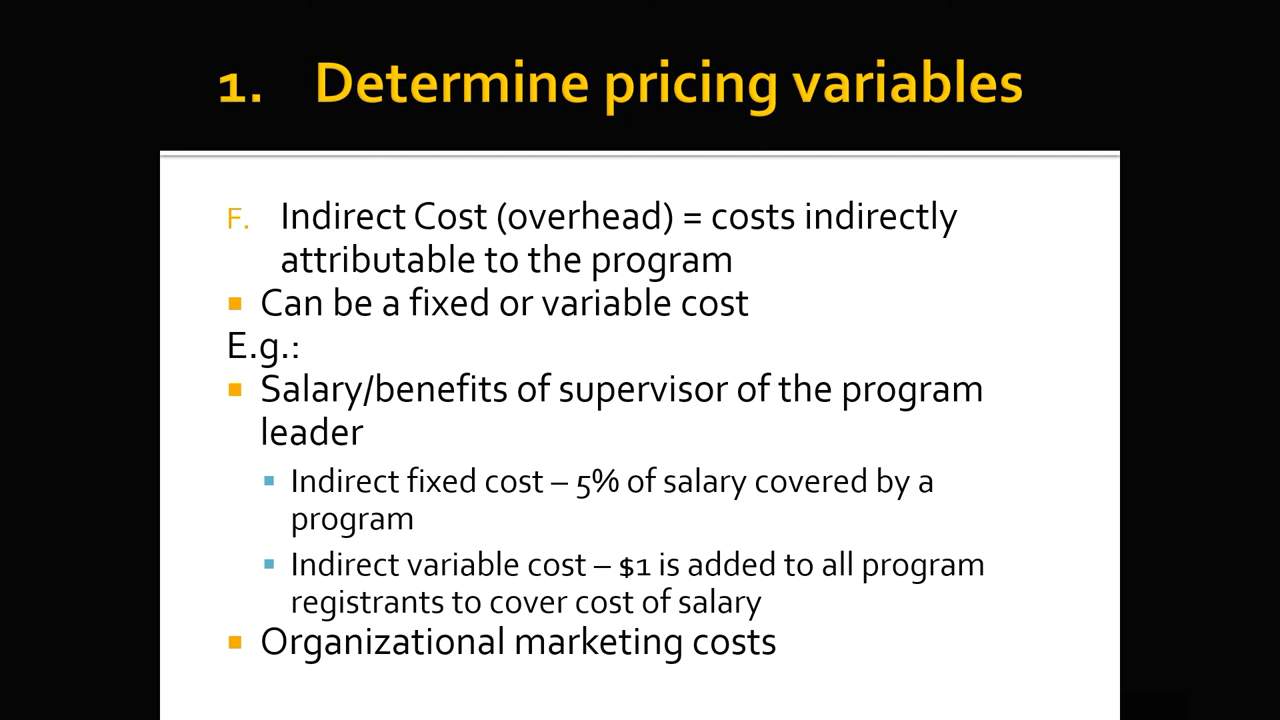 1. Determine pricing variables
F. Indirect Cost (overhead) = costs indirectly
attributable to the program
▪ Can be a fixed or variable cost
E.g.:
▪ Salary/benefits of supervisor of the program
leader
▪ Indirect fixed cost – 5% of salary covered by a
program
▪ Indirect variable cost – $1 is added to all program
registrants to cover cost of salary
▪ Organizational marketing costs